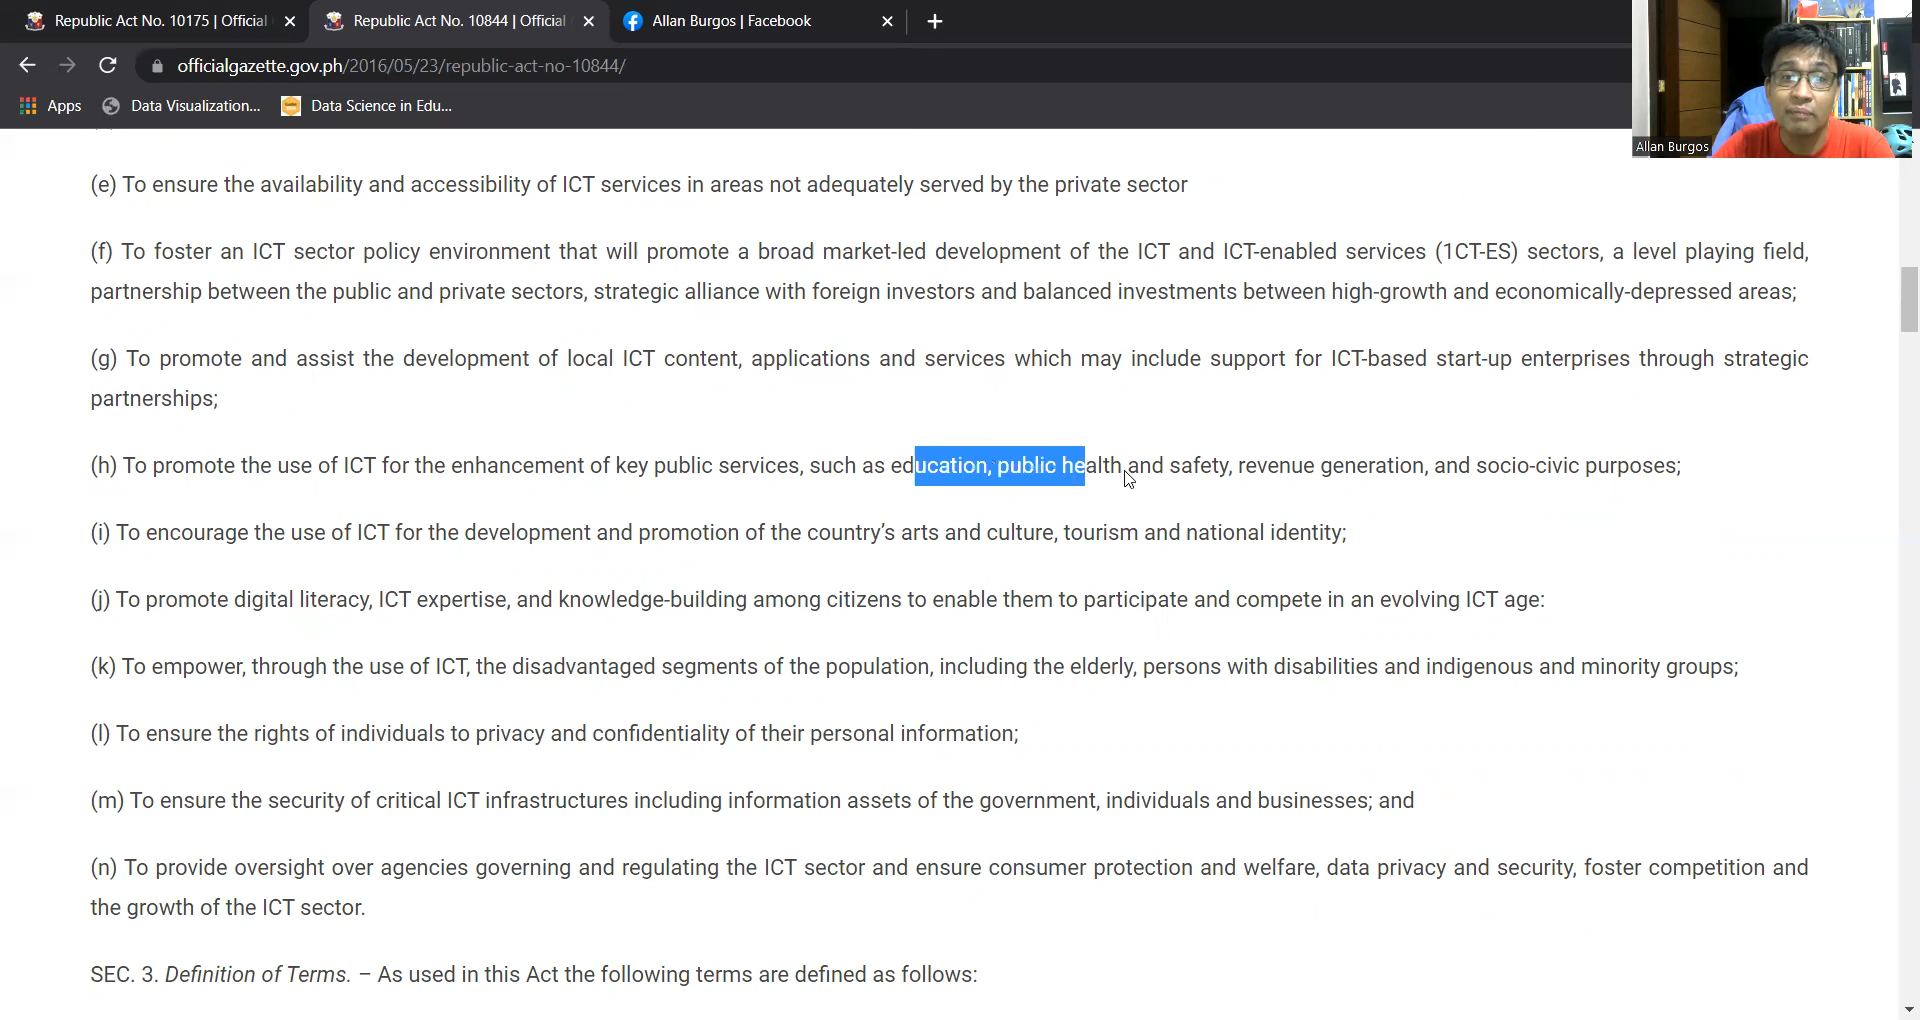 Republic Act No. 10175 | Official
Republic Act No. 10844 | Official
Allan Burgos | Facebook
officialgazette.gov.ph/2016/05/23/republic-act-no-10844/
Apps
Data Visualization...
Data Science in Edu...
Allan Burgos
(e) To ensure the availability and accessibility of ICT services in areas not adequately served by the private sector
(f) To foster an ICT sector policy environment that will promote a broad market-led development of the ICT and ICT-enabled services (1CT-ES) sectors, a level playing field,
partnership between the public and private sectors, strategic alliance with foreign investors and balanced investments between high-growth and economically-depressed areas;
(g) To promote and assist the development of local ICT content, applications and services which may include support for ICT-based start-up enterprises through strategic
partnerships;
(h) To promote the use of ICT for the enhancement of key public services, such as education, public health and safety, revenue generation, and socio-civic purposes;
(i) To encourage the use of ICT for the development and promotion of the country’s arts and culture, tourism and national identity;
(j) To promote digital literacy, ICT expertise, and knowledge-building among citizens to enable them to participate and compete in an evolving ICT age:
(k) To empower, through the use of ICT, the disadvantaged segments of the population, including the elderly, persons with disabilities and indigenous and minority groups;
(l) To ensure the rights of individuals to privacy and confidentiality of their personal information;
(m) To ensure the security of critical ICT infrastructures including information assets of the government, individuals and businesses; and
(n) To provide oversight over agencies governing and regulating the ICT sector and ensure consumer protection and welfare, data privacy and security, foster competition and
the growth of the ICT sector.
SEC. 3. Definition of Terms. – As used in this Act the following terms are defined as follows: